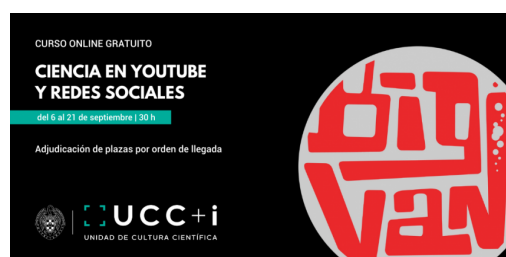 CURSO ONLINE GRATUITO
CIENCIA EN YOUTUBE
Y REDES SOCIALES
del 6 al 21 de septiembre | 30 h
Adjudicación de plazas por orden de llegada
UCC+i
UNIDAD DE CULTURA CIENTÍFICA
big
Van